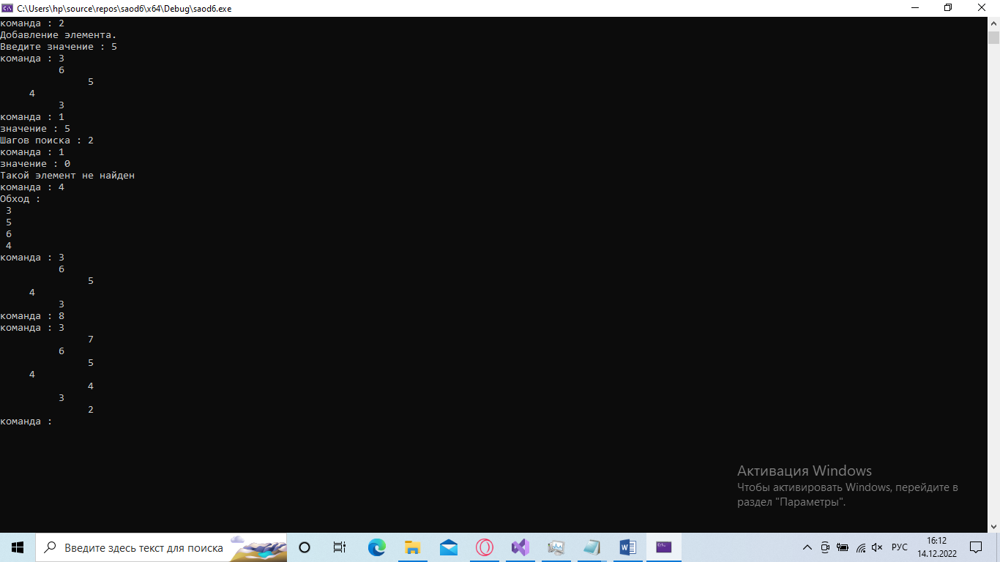 C:\Users\hp\source\repos\saod6\x64\Debug\saod6.exe
команда : 2
Добавление элемента.
Введите значение : 5
команда : 3
6
5
4
3
команда : 1
значение : 5
Шагов поиска : 2
команда : 1
значение : 0
Такой элемент не найден
команда : 4
Обход :
3
5
6
4
команда : 3
6
5
4
3
команда : 8
команда : 3
7
6
5
4
4
3
2
команда :
Активация Windows
Чтобы активировать Windows, перейдите в
раздел "Параметры".
Введите здесь текст для поиска
РУС
16:12
14.12.2022